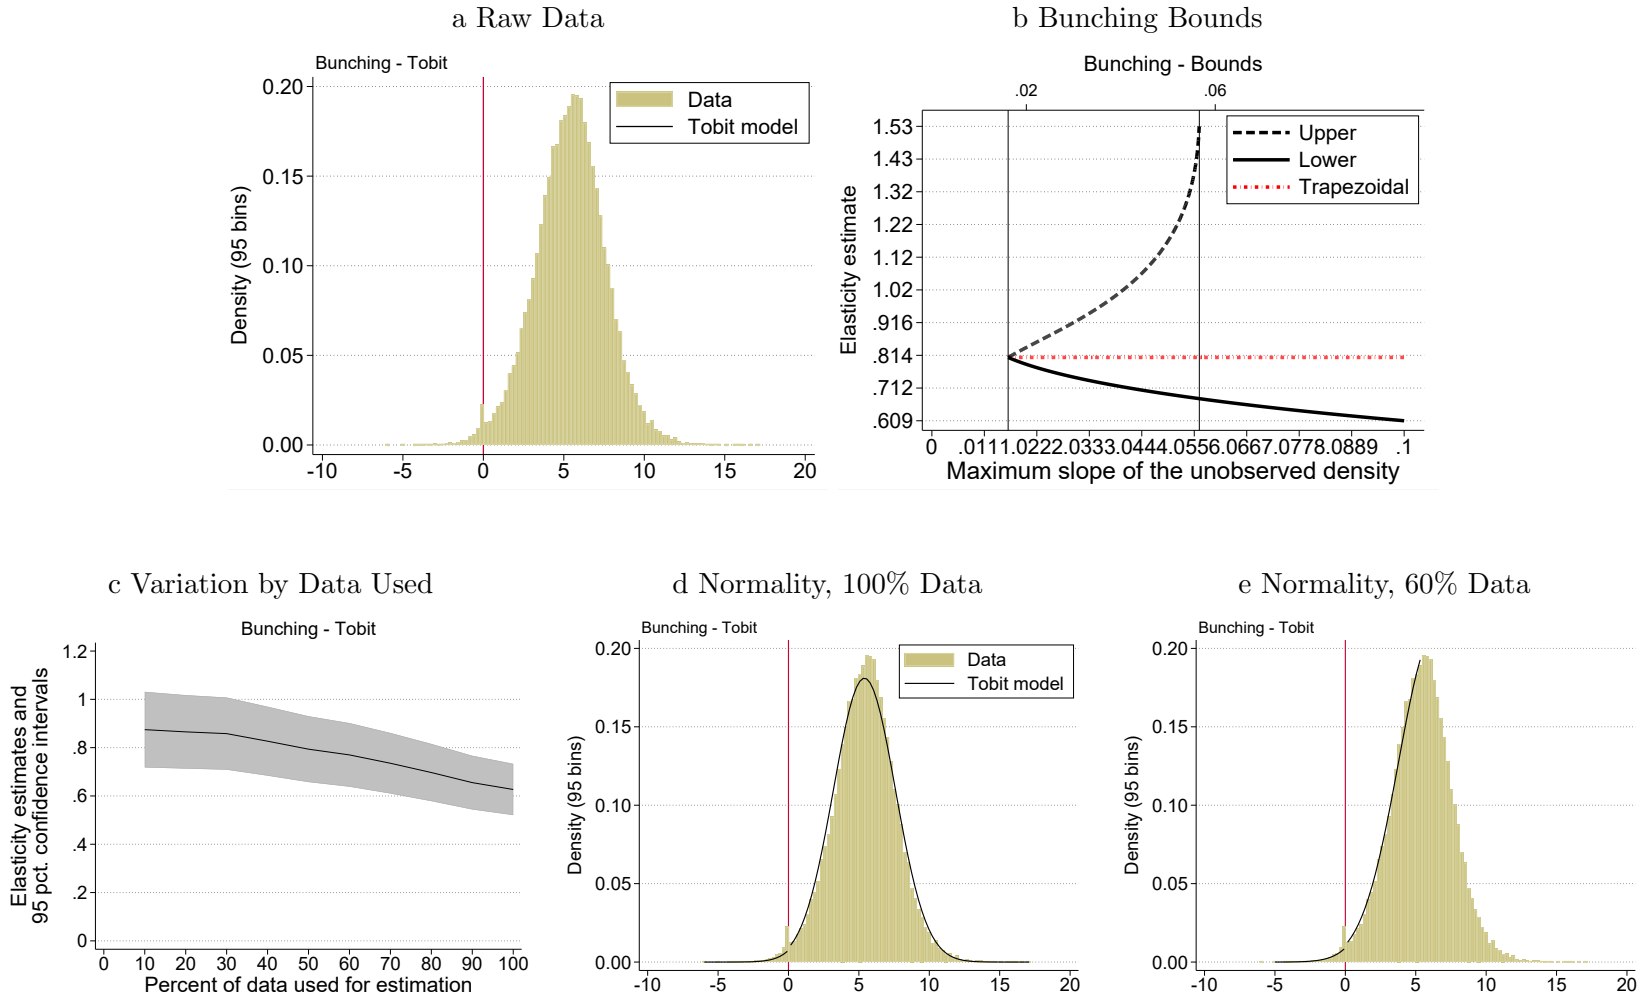 a Raw Data
Bunching - Tobit
Density (95 bins)
0.20
0.15
0.10
0.05
0.00
-10 -5 0 5 10 15 20
Data
Tobit model
b Bunching Bounds
Bunching - Bounds
.02 .06
Elasticity estimate
1.53
1.43
1.32
1.22
1.12
1.02
.916
.814
.712
.609
0 .0111.0222.0333.0444.0556.0667.0778.0889 .1
Maximum slope of the unobserved density
Upper
Lower
Trapezoidal
c Variation by Data Used
Bunching - Tobit
Elasticity estimates and
95 pct. confidence intervals
1.2
1
.8
.6
.4
.2
0
0 10 20 30 40 50 60 70 80 90 100
Percent of data used for estimation
d Normality, 100% Data
Bunching - Tobit
Density (95 bins)
0.20
0.15
0.10
0.05
0.00
-10 -5 0 5 10 15 20
Data
Tobit model
e Normality, 60% Data
Bunching - Tobit
Density (95 bins)
0.20
0.15
0.10
0.05
0.00
-10 -5 0 5 10 15 20